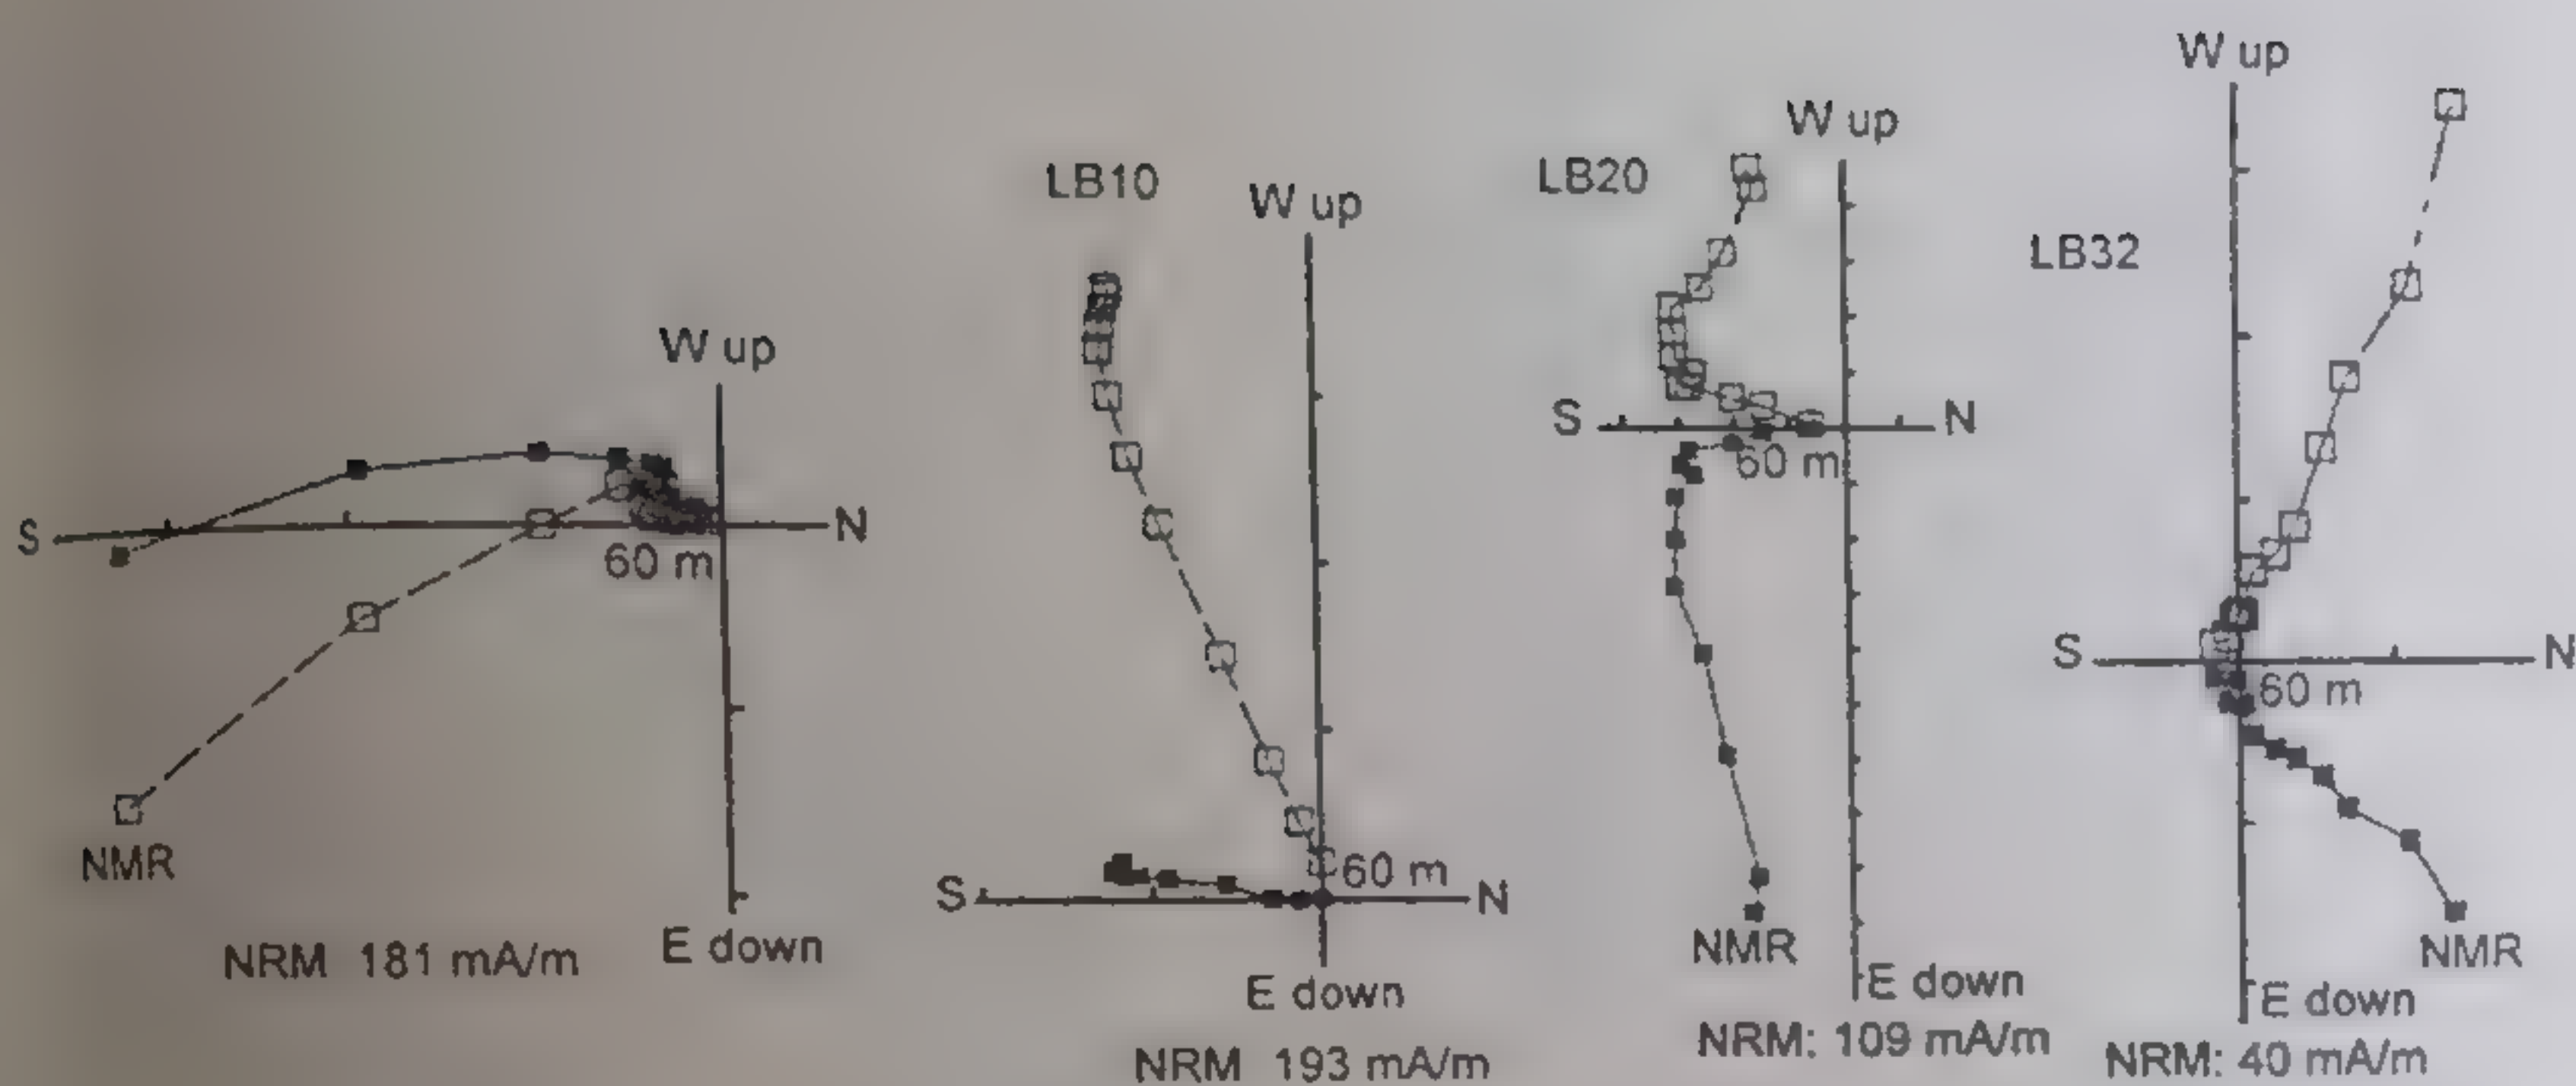 W up
S
N
60 m
NMR
E down
NRM 181 mA/m
LB10
W up
S
60 m
N
E down
NRM 193 mA/m
LB20
W up
S
N
60 m
NMR
E down
NRM: 109 mA/m
W up
LB32
S
N
60 m
NMR
E down
NRM: 40 mA/m